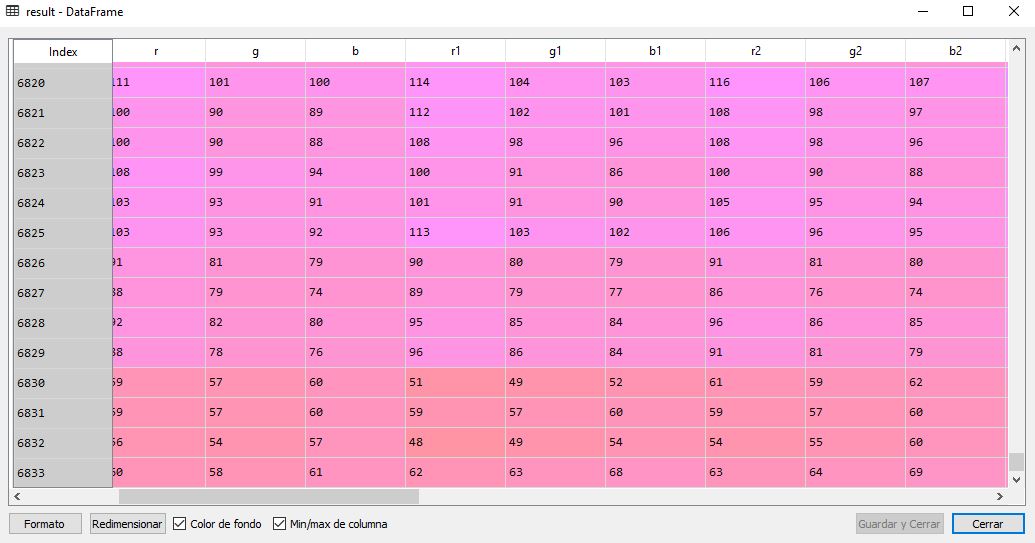 result - DataFrame
Index r g b r1 g1 b1 r2 g2 b2
6820 111 101 100 114 104 103 116 106 107
6821 100 90 89 112 102 101 108 98 97
6822 100 90 88 108 98 96 108 98 96
6823 108 99 94 100 91 86 100 90 88
6824 103 93 91 101 91 90 105 95 94
6825 103 93 92 113 103 102 106 96 95
6826 91 81 79 90 80 79 91 81 80
6827 88 79 74 89 79 77 86 76 74
6828 92 82 80 95 85 84 96 86 85
6829 88 78 76 96 86 84 91 81 79
6830 59 57 60 51 49 52 61 59 62
6831 59 57 60 59 57 60 59 57 60
6832 56 54 57 48 49 54 54 55 60
6833 60 58 61 62 63 68 63 64 69
Formato Redimensionar Color de fondo Min/max de columna Guardar y Cerrar Cerrar